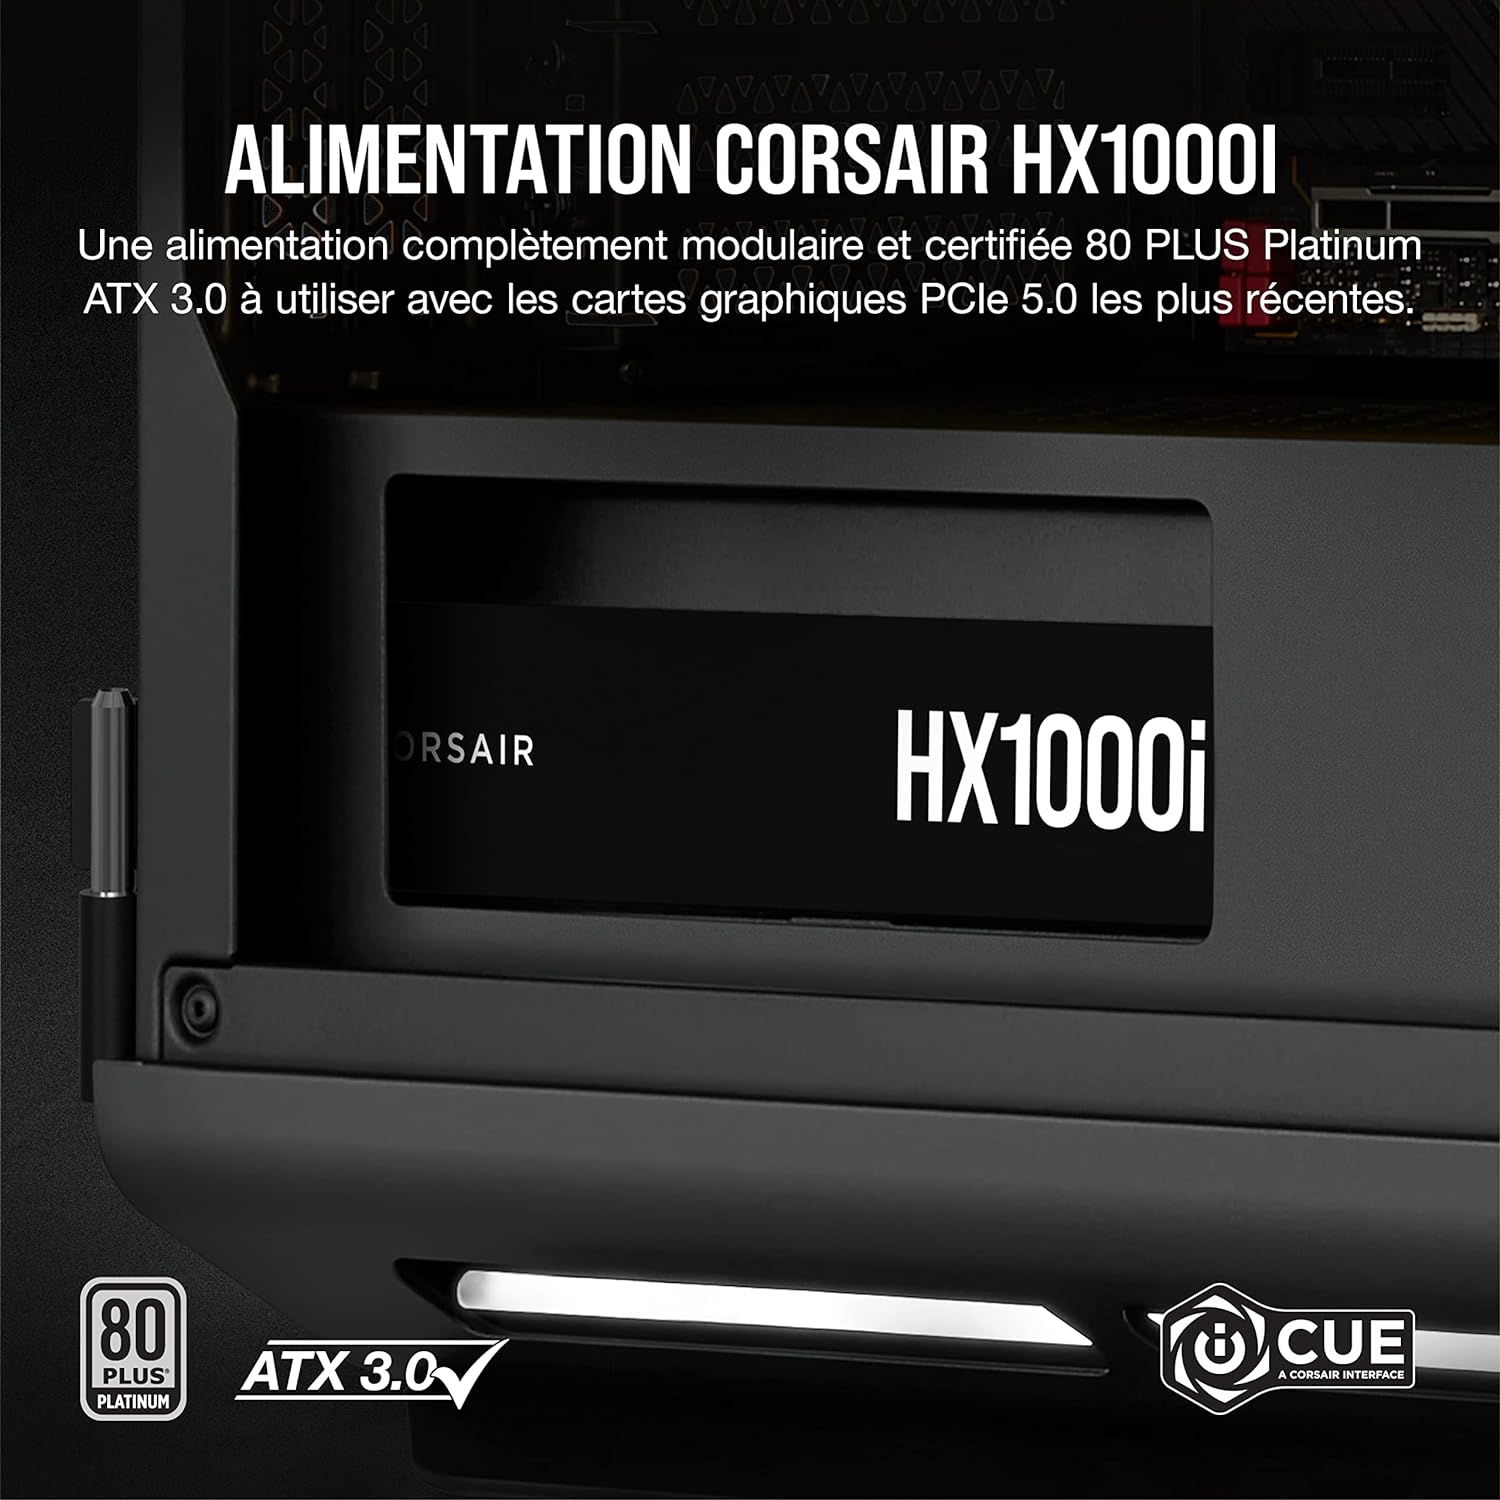 ALIMENTATION CORSAIR HX1000I
Une alimentation complètement modulaire et certifiée 80 PLUS Platinum
ATX 3.0 à utiliser avec les cartes graphiques PCIe 5.0 les plus récentes.
ORSAIR
HX1000i
80
PLUS®
PLATINUM
ATX 3.0
i CUE
A CORSAIR INTERFACE